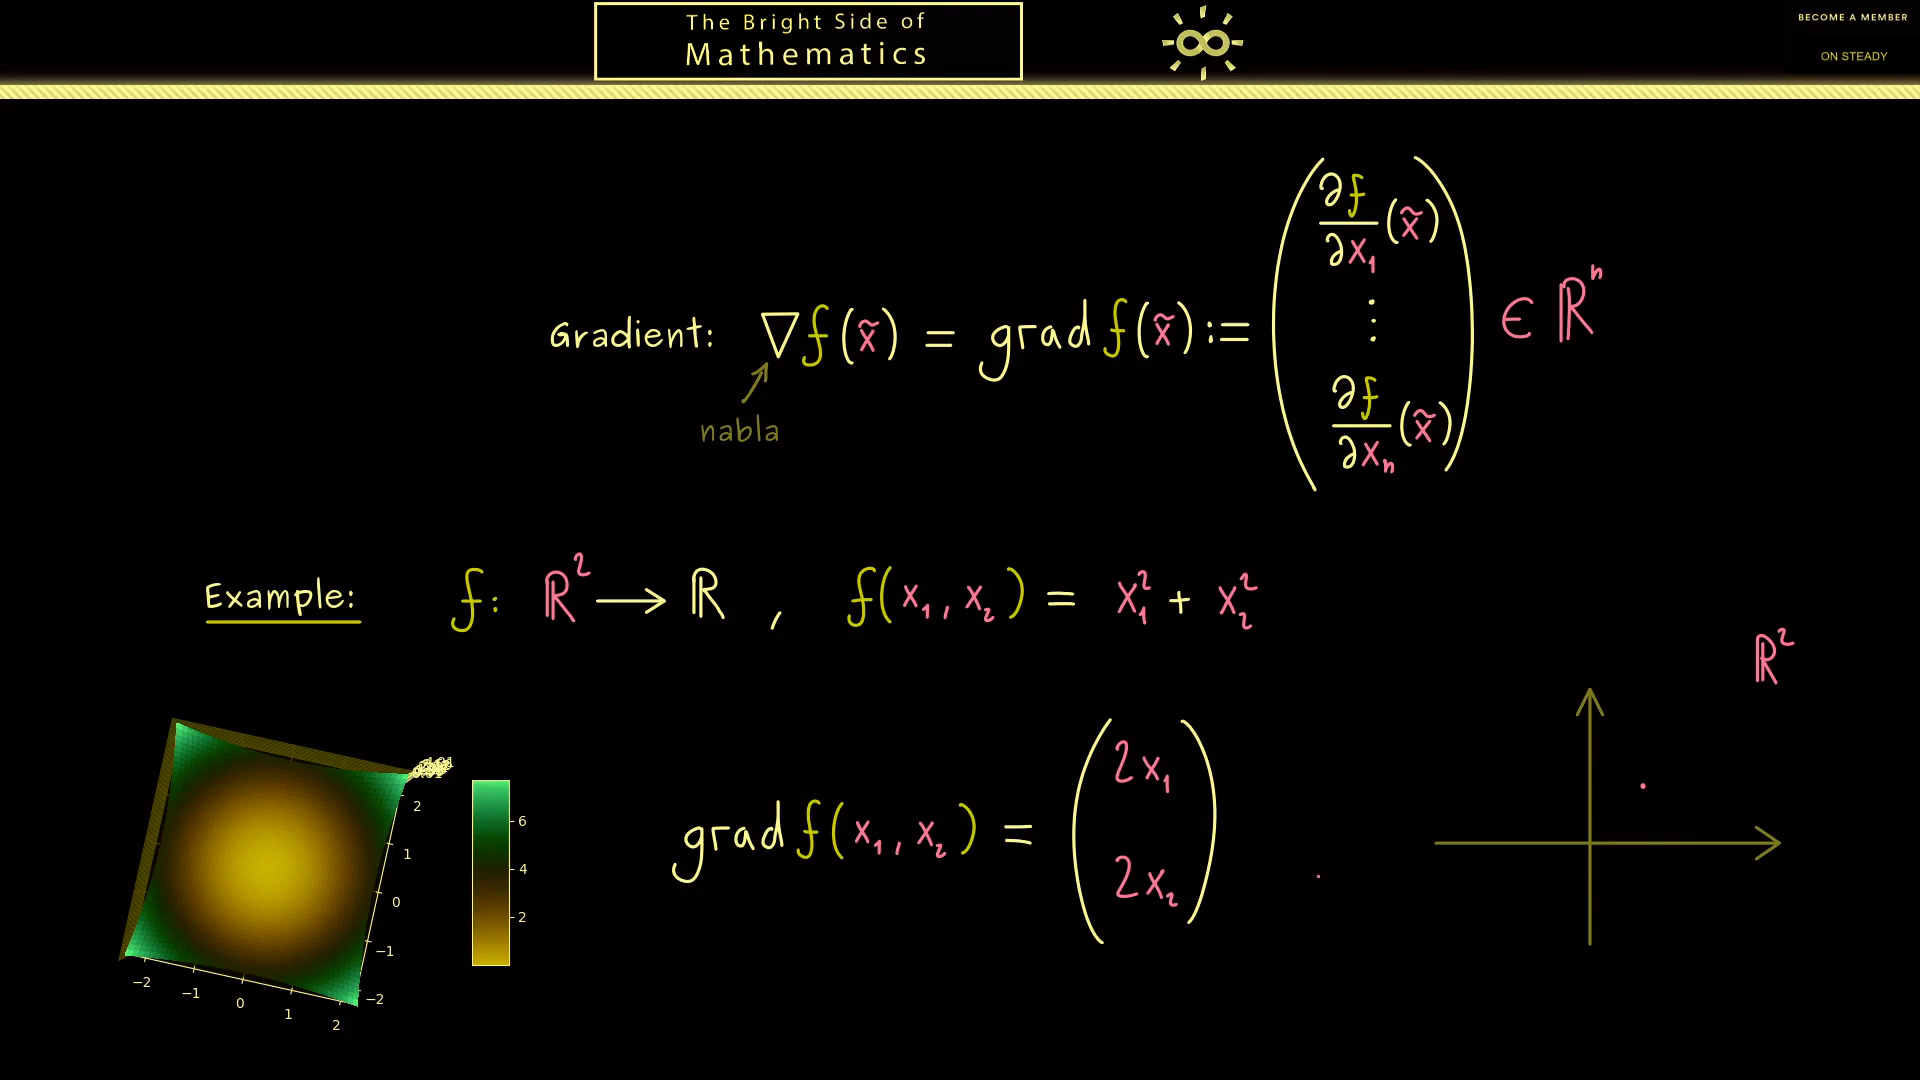 The Bright Side of
Mathematics
BECOME A MEMBER
ON STEADY
Gradient: ∇f(x̃) = grad f(x̃) := ( ∂f/∂x₁(x̃) ⋮ ∂f/∂xₙ(x̃) ) ∈ ℝⁿ
nabla
Example: f: ℝ² ⟶ ℝ , f(x₁, x₂) = x₁² + x₂²
ℝ²
grad f(x₁, x₂) = ( 2x₁ 2x₂ )
2
1
0
−1
−2
−2
−1
0
1
2
6
4
2